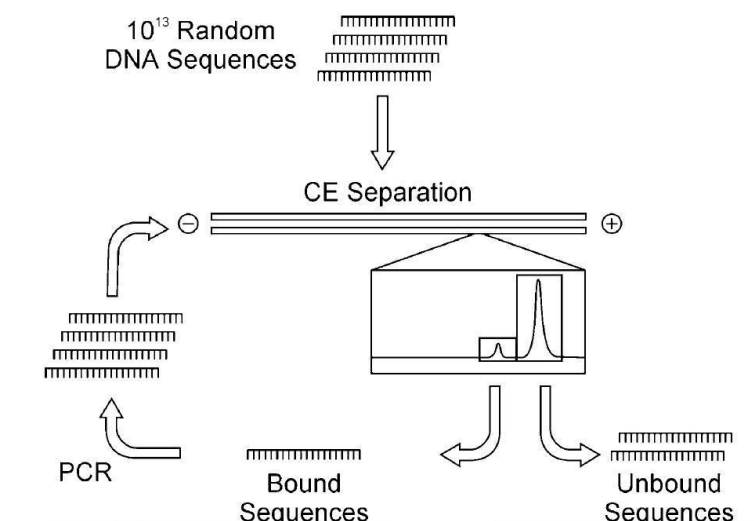 10¹³ Random
DNA Sequences
CE Separation
−
+
PCR
Bound
Sequences
Unbound
Sequences